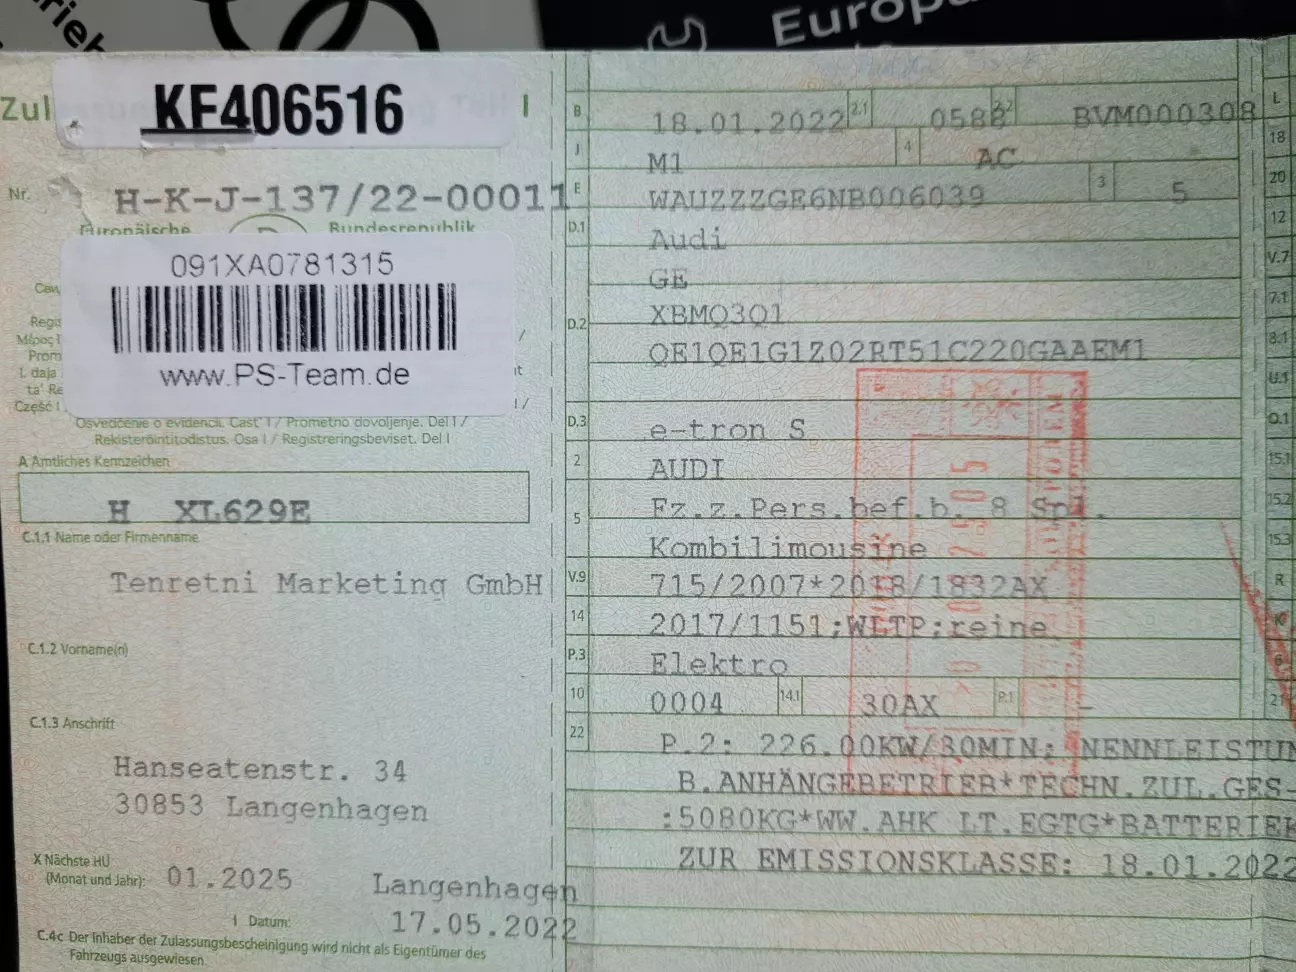 Europ
Zul
KF406516
I
Nr.
H-K-J-137/22-00011
Europäische
Bundesrepublik
091XA0781315
www.PS-Team.de
Osvedčenie o evidencii. Časť I / Prometno dovoljenje. Del I /
Rekisteröintitodistus. Osa I / Registreringsbeviset. Del I
A Amtliches Kennzeichen
H XL629E
C.1.1 Name oder Firmenname
Tenretni Marketing GmbH
C.1.2 Vorname(n)
C.1.3 Anschrift
Hanseatenstr. 34
30853 Langenhagen
X Nächste HU
(Monat und Jahr): 01.2025
Langenhagen
I Datum: 17.05.2022
C.4c Der Inhaber der Zulassungsbescheinigung wird nicht als Eigentümer des
Fahrzeugs ausgewiesen.
B 18.01.2022 2.1 0588 2.2 BVM000308
J M1 4 AC
E WAUZZZGE6NB006039 3 5
D.1 Audi
GE
D.2 XBMQ3Q1
QE1QE1G1Z02RT51C220GAAEM1
D.3 e-tron S
2 AUDI
5 Fz.z.Pers.bef.b. 8 Spl.
Kombilimousine
V.9 715/2007*2018/1832AX
14 2017/1151;WLTP;reine
P.3 Elektro
10 0004 14.1 30AX P.1 -
22 P.2: 226.00KW/30MIN: NENNLEISTUN
B.ANHÄNGEBETRIEB*TECHN.ZUL.GES-
:5080KG*WW.AHK LT.EGTG*BATTERIE
ZUR EMISSIONSKLASSE: 18.01.2022
L
18
20
12
V.7
7.1
8.1
U.1
O.1
15.1
15.2
15.3
R
K
6
21